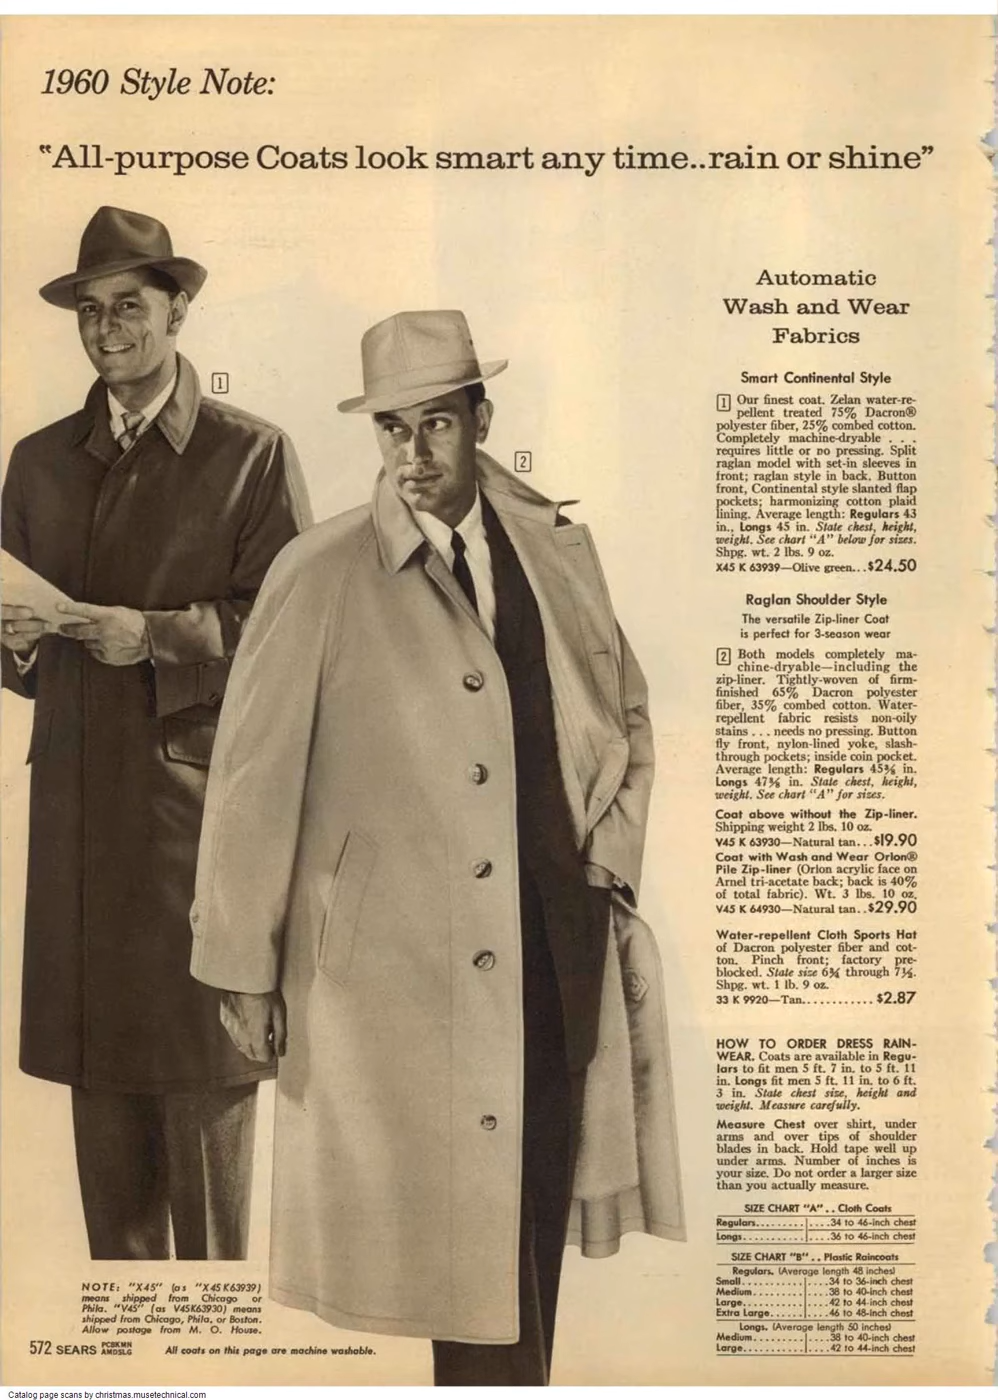 1960 Style Note:
"All-purpose Coats look smart any time..rain or shine"
1
2
Automatic
Wash and Wear
Fabrics
Smart Continental Style
1 Our finest coat. Zelan water-re-
pellent treated 75% Dacron®
polyester fiber, 25% combed cotton.
Completely machine-dryable . . .
requires little or no pressing. Split
raglan model with set-in sleeves in
front; raglan style in back. Button
front, Continental style slanted flap
pockets; harmonizing cotton plaid
lining. Average length: Regulars 43
in., Longs 45 in. State chest, height,
weight. See chart "A" below for sizes.
Shpg. wt. 2 lbs. 9 oz.
X45 K 63939—Olive green...$24.50
Raglan Shoulder Style
The versatile Zip-liner Coat
is perfect for 3-season wear
2 Both models completely ma-
chine-dryable—including the
zip-liner. Tightly-woven of firm-
finished 65% Dacron polyester
fiber, 35% combed cotton. Water-
repellent fabric resists non-oily
stains . . . needs no pressing. Button
fly front, nylon-lined yoke, slash-
through pockets; inside coin pocket.
Average length: Regulars in.
Longs in. State chest, height,
weight. See chart "A" for sizes.
Coat above without the Zip-liner.
Shipping weight 2 lbs. 10 oz.
V45 K 63930—Natural tan...$19.90
Coat with Wash and Wear Orlon®
Pile Zip-liner (Orlon acrylic face on
Arnel tri-acetate back; back is 40%
of total fabric). Wt. 3 lbs. 10 oz.
V45 K 64930—Natural tan..$29.90
Water-repellent Cloth Sports Hat
of Dacron polyester fiber and cot-
ton. Pinch front; factory pre-
blocked. State size through
Shpg. wt. 1 lb. 9 oz.
33 K 9920—Tan............ $2.87
HOW TO ORDER DRESS RAIN-
WEAR. Coats are available in Regu-
lars to fit men 5 ft. 7 in. to 5 ft. 11
in. Longs fit men 5 ft. 11 in. to 6 ft.
3 in. State chest size, height and
weight. Measure carefully.
Measure Chest over shirt, under
arms and over tips of shoulder
blades in back. Hold tape well up
under arms. Number of inches is
your size. Do not order a larger size
than you actually measure.
SIZE CHART "A" . . Cloth Coats
Regulars.............34 to 46-inch chest
Longs...............36 to 46-inch chest
SIZE CHART "B" . . Plastic Raincoats
Regulars. (Average length 48 inches)
Small...............34 to 36-inch chest
Medium.............38 to 40-inch chest
Large...............42 to 44-inch chest
Extra Large..........46 to 48-inch chest
Longs. (Average length 50 inches)
Medium.............38 to 40-inch chest
Large...............42 to 44-inch chest
NOTE: "X45" (as "X45K63939)
means shipped from Chicago or
Phila. "V45" (as V45K63930) means
shipped from Chicago, Phila. or Boston.
Allow postage from M. O. House.
572 SEARS PCBKMN AMDSLG All coats on this page are machine washable.
Catalog page scans by christmas.musetechnical.com